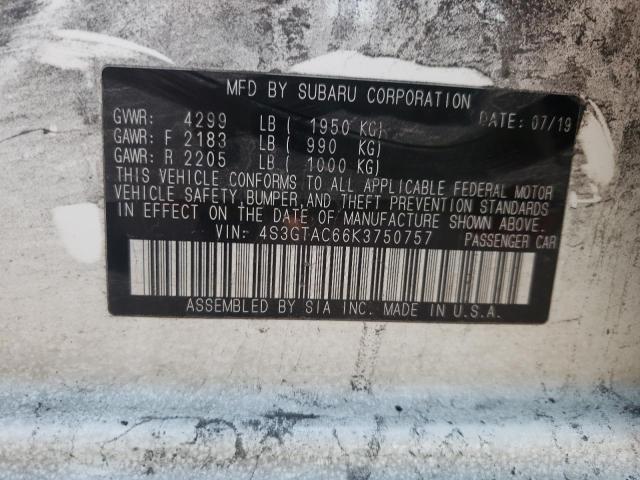 MFD BY SUBARU CORPORATION DATE: 07/19
GVWR: 4299 LB ( 1950 KG)
GAWR: F 2183 LB ( 990 KG)
GAWR: R 2205 LB ( 1000 KG)
THIS VEHICLE CONFORMS TO ALL APPLICABLE FEDERAL MOTOR
VEHICLE SAFETY, BUMPER, AND THEFT PREVENTION STANDARDS
IN EFFECT ON THE DATE OF MANUFACTURE SHOWN ABOVE.
VIN: 4S3GTAC66K3750757 PASSENGER CAR
ASSEMBLED BY SIA INC. MADE IN U.S.A.